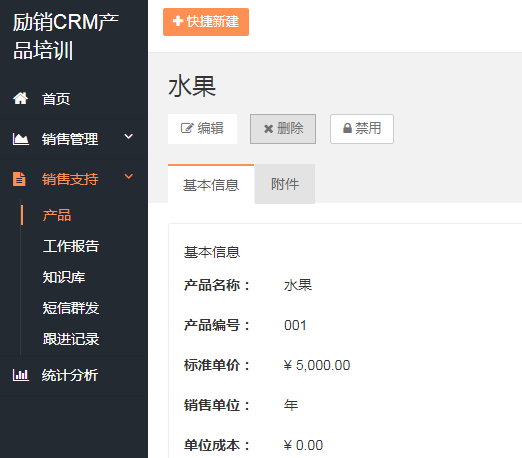 励销CRM产
品培训
首页
销售管理
销售支持
产品
工作报告
知识库
短信群发
跟进记录
统计分析
快捷新建
水果
编辑 删除 禁用
基本信息 附件
基本信息
产品名称： 水果
产品编号： 001
标准单价： ¥ 5,000.00
销售单位： 年
单位成本： ¥ 0.00